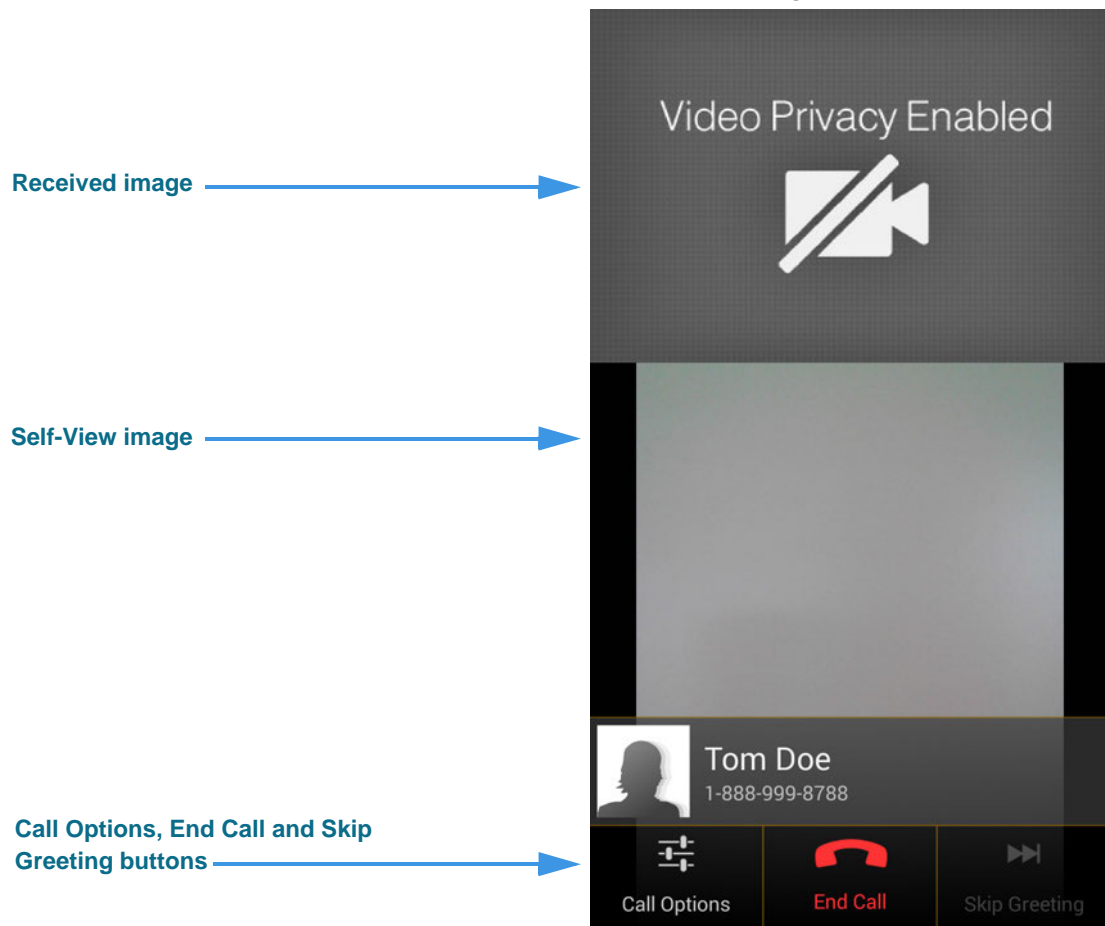 Video Privacy Enabled
Received image
Self-View image
Tom Doe
1-888-999-8788
Call Options, End Call and Skip
Greeting buttons
Call Options
End Call
Skip Greeting